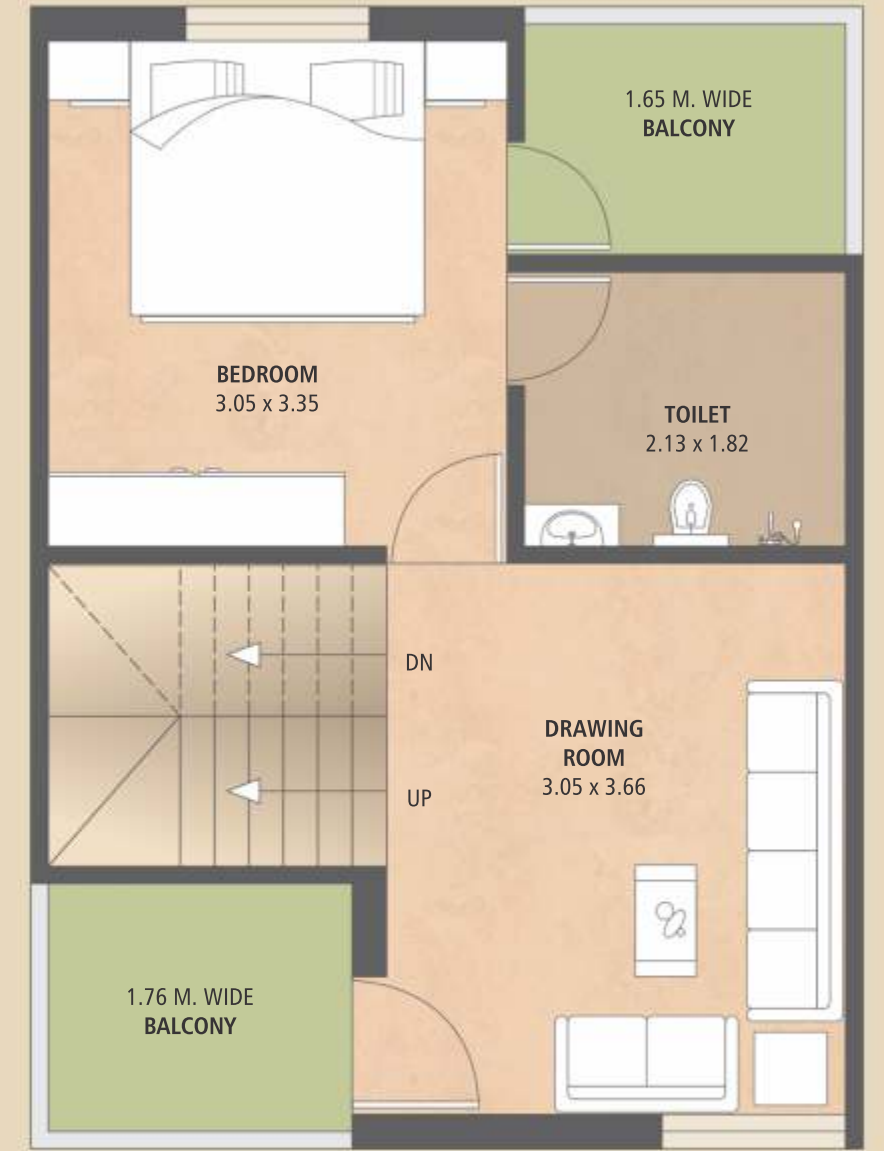 1.65 M. WIDE
BALCONY
BEDROOM
3.05 x 3.35
TOILET
2.13 x 1.82
DN
DRAWING
ROOM
3.05 x 3.66
UP
1.76 M. WIDE
BALCONY